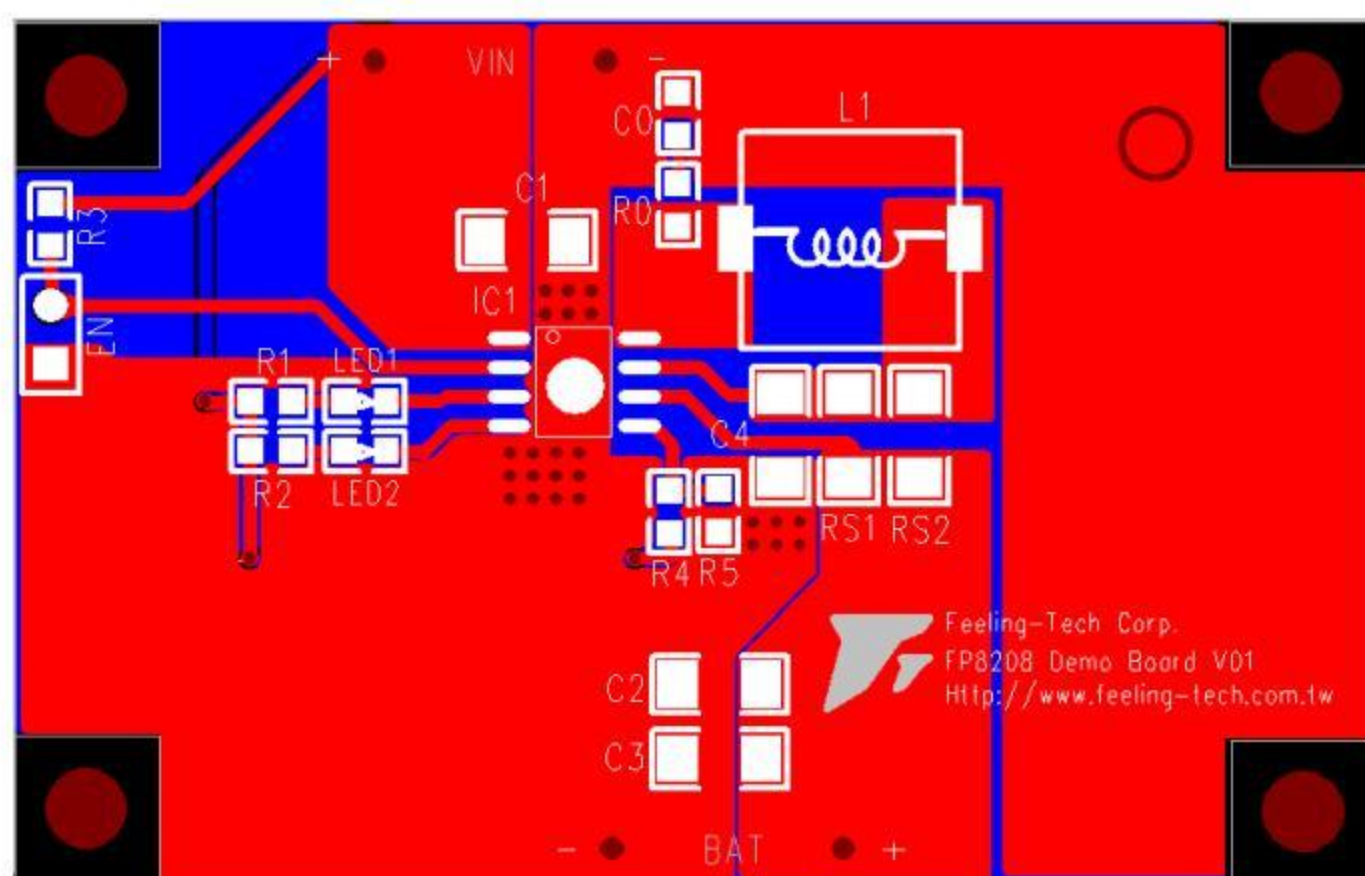 + VIN -
C0
L1
C1
R0
R3
IC1
EN
R1 LED1
C4
R2 LED2
RS1 RS2
R4 R5
Feeling-Tech Corp.
FP8208 Demo Board V01
Http://www.feeling-tech.com.tw
C2
C3
- BAT +